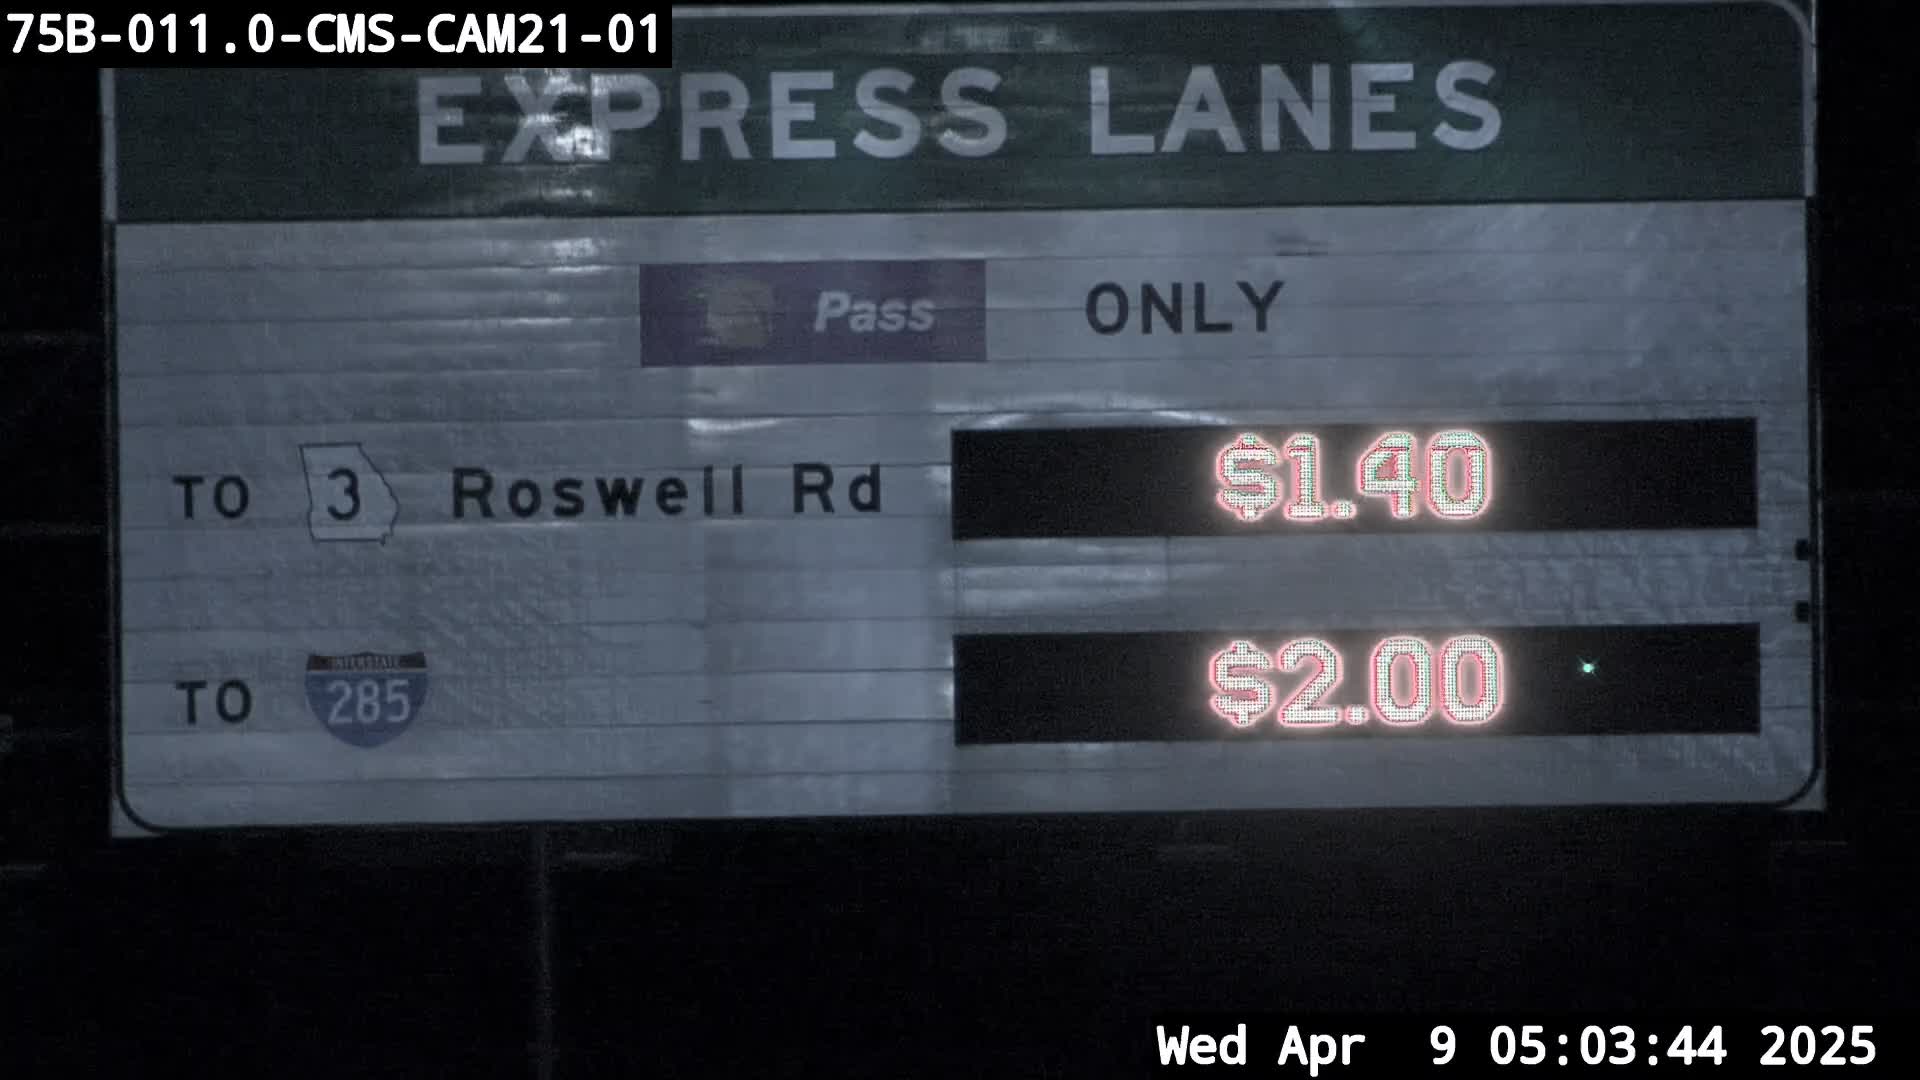 75B-011.0-CMS-CAM21-01
EXPRESS LANES
Pass ONLY
TO 3 Roswell Rd $1.40
TO INTERSTATE 285 $2.00
Wed Apr 9 05:03:44 2025